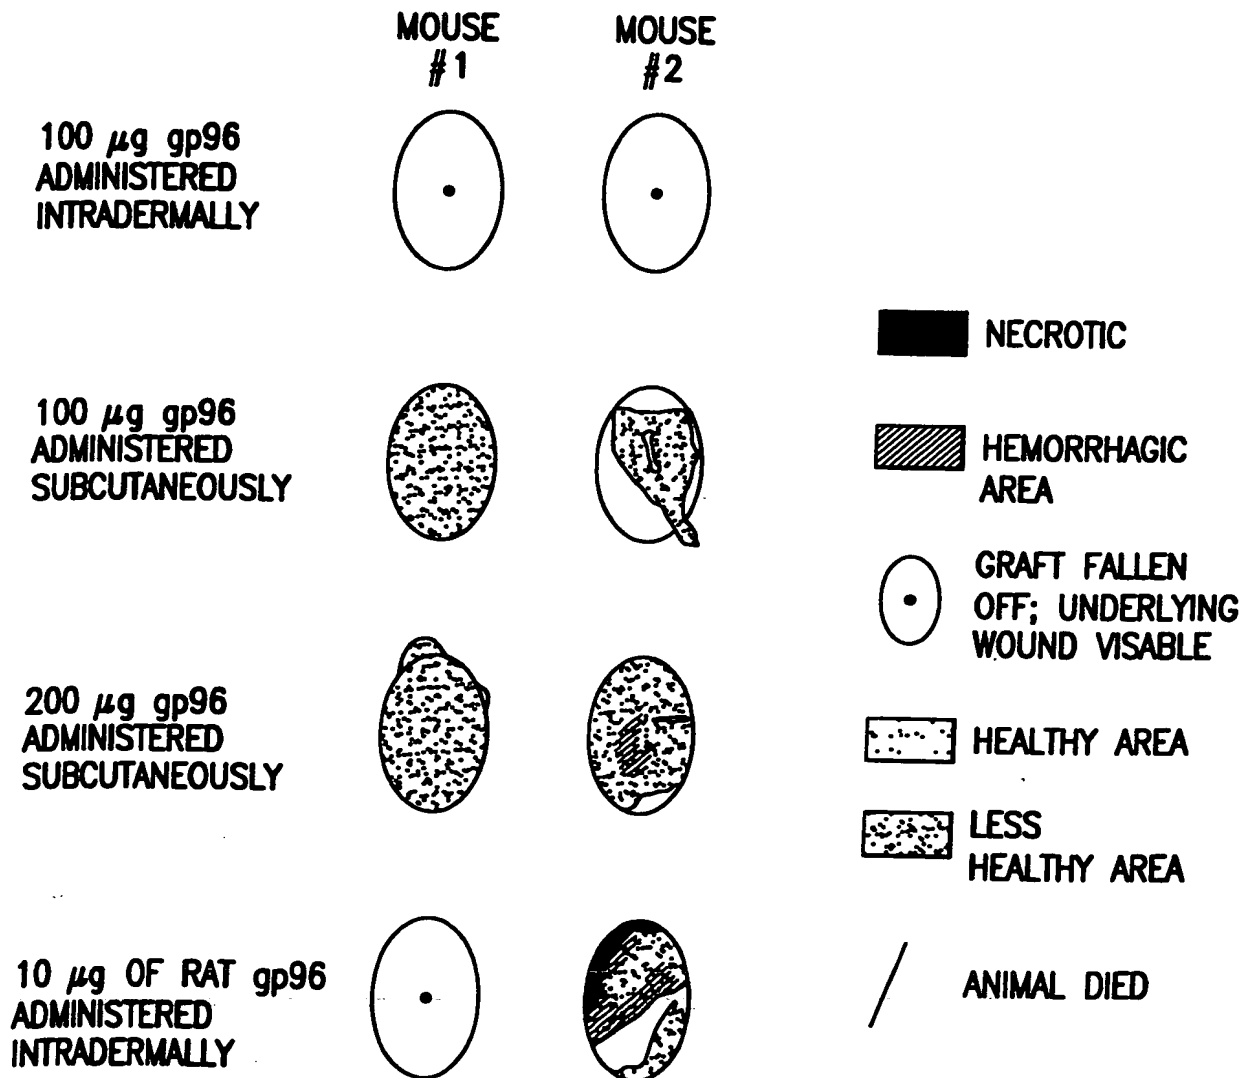 MOUSE
#1
MOUSE
#2
100 µg gp96
ADMINISTERED
INTRADERMALLY
100 µg gp96
ADMINISTERED
SUBCUTANEOUSLY
200 µg gp96
ADMINISTERED
SUBCUTANEOUSLY
10 µg OF RAT gp96
ADMINISTERED
INTRADERMALLY
NECROTIC
HEMORRHAGIC
AREA
GRAFT FALLEN
OFF; UNDERLYING
WOUND VISABLE
HEALTHY AREA
LESS
HEALTHY AREA
ANIMAL DIED